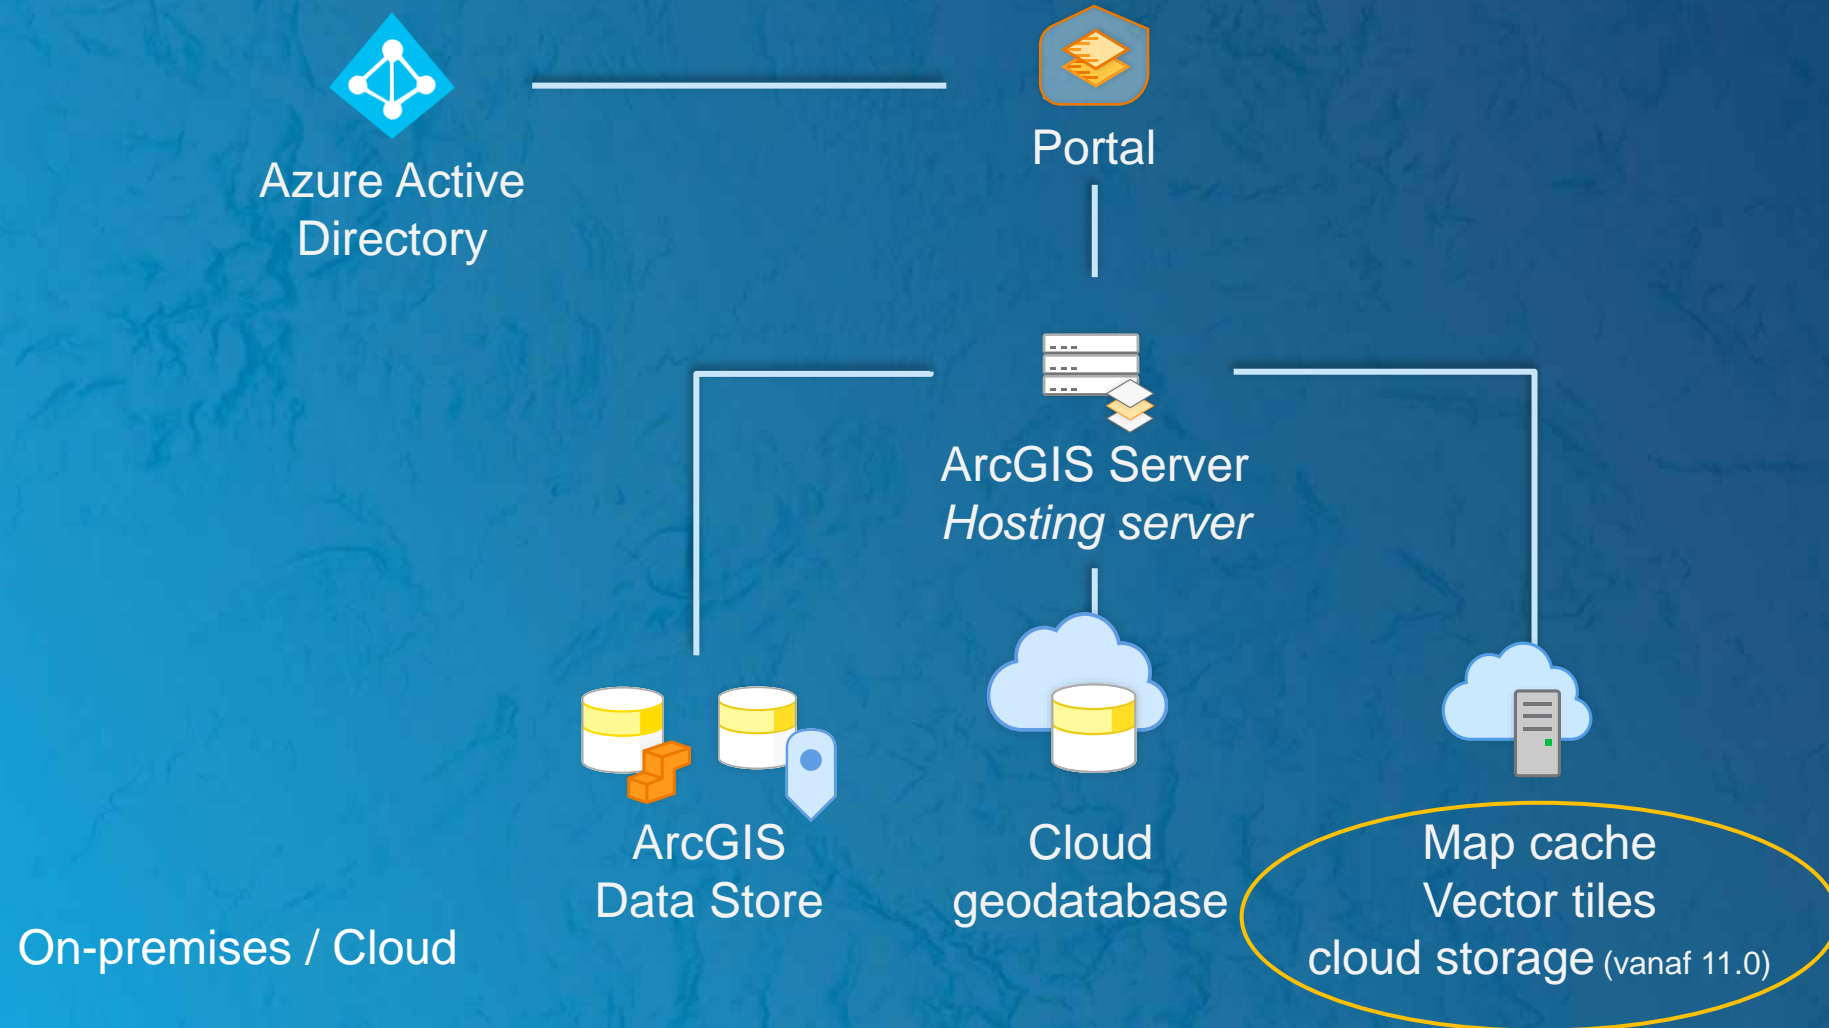 Azure Active
Directory
Portal
ArcGIS Server
Hosting server
ArcGIS
Data Store
Cloud
geodatabase
Map cache
Vector tiles
cloud storage (vanaf 11.0)
On-premises / Cloud